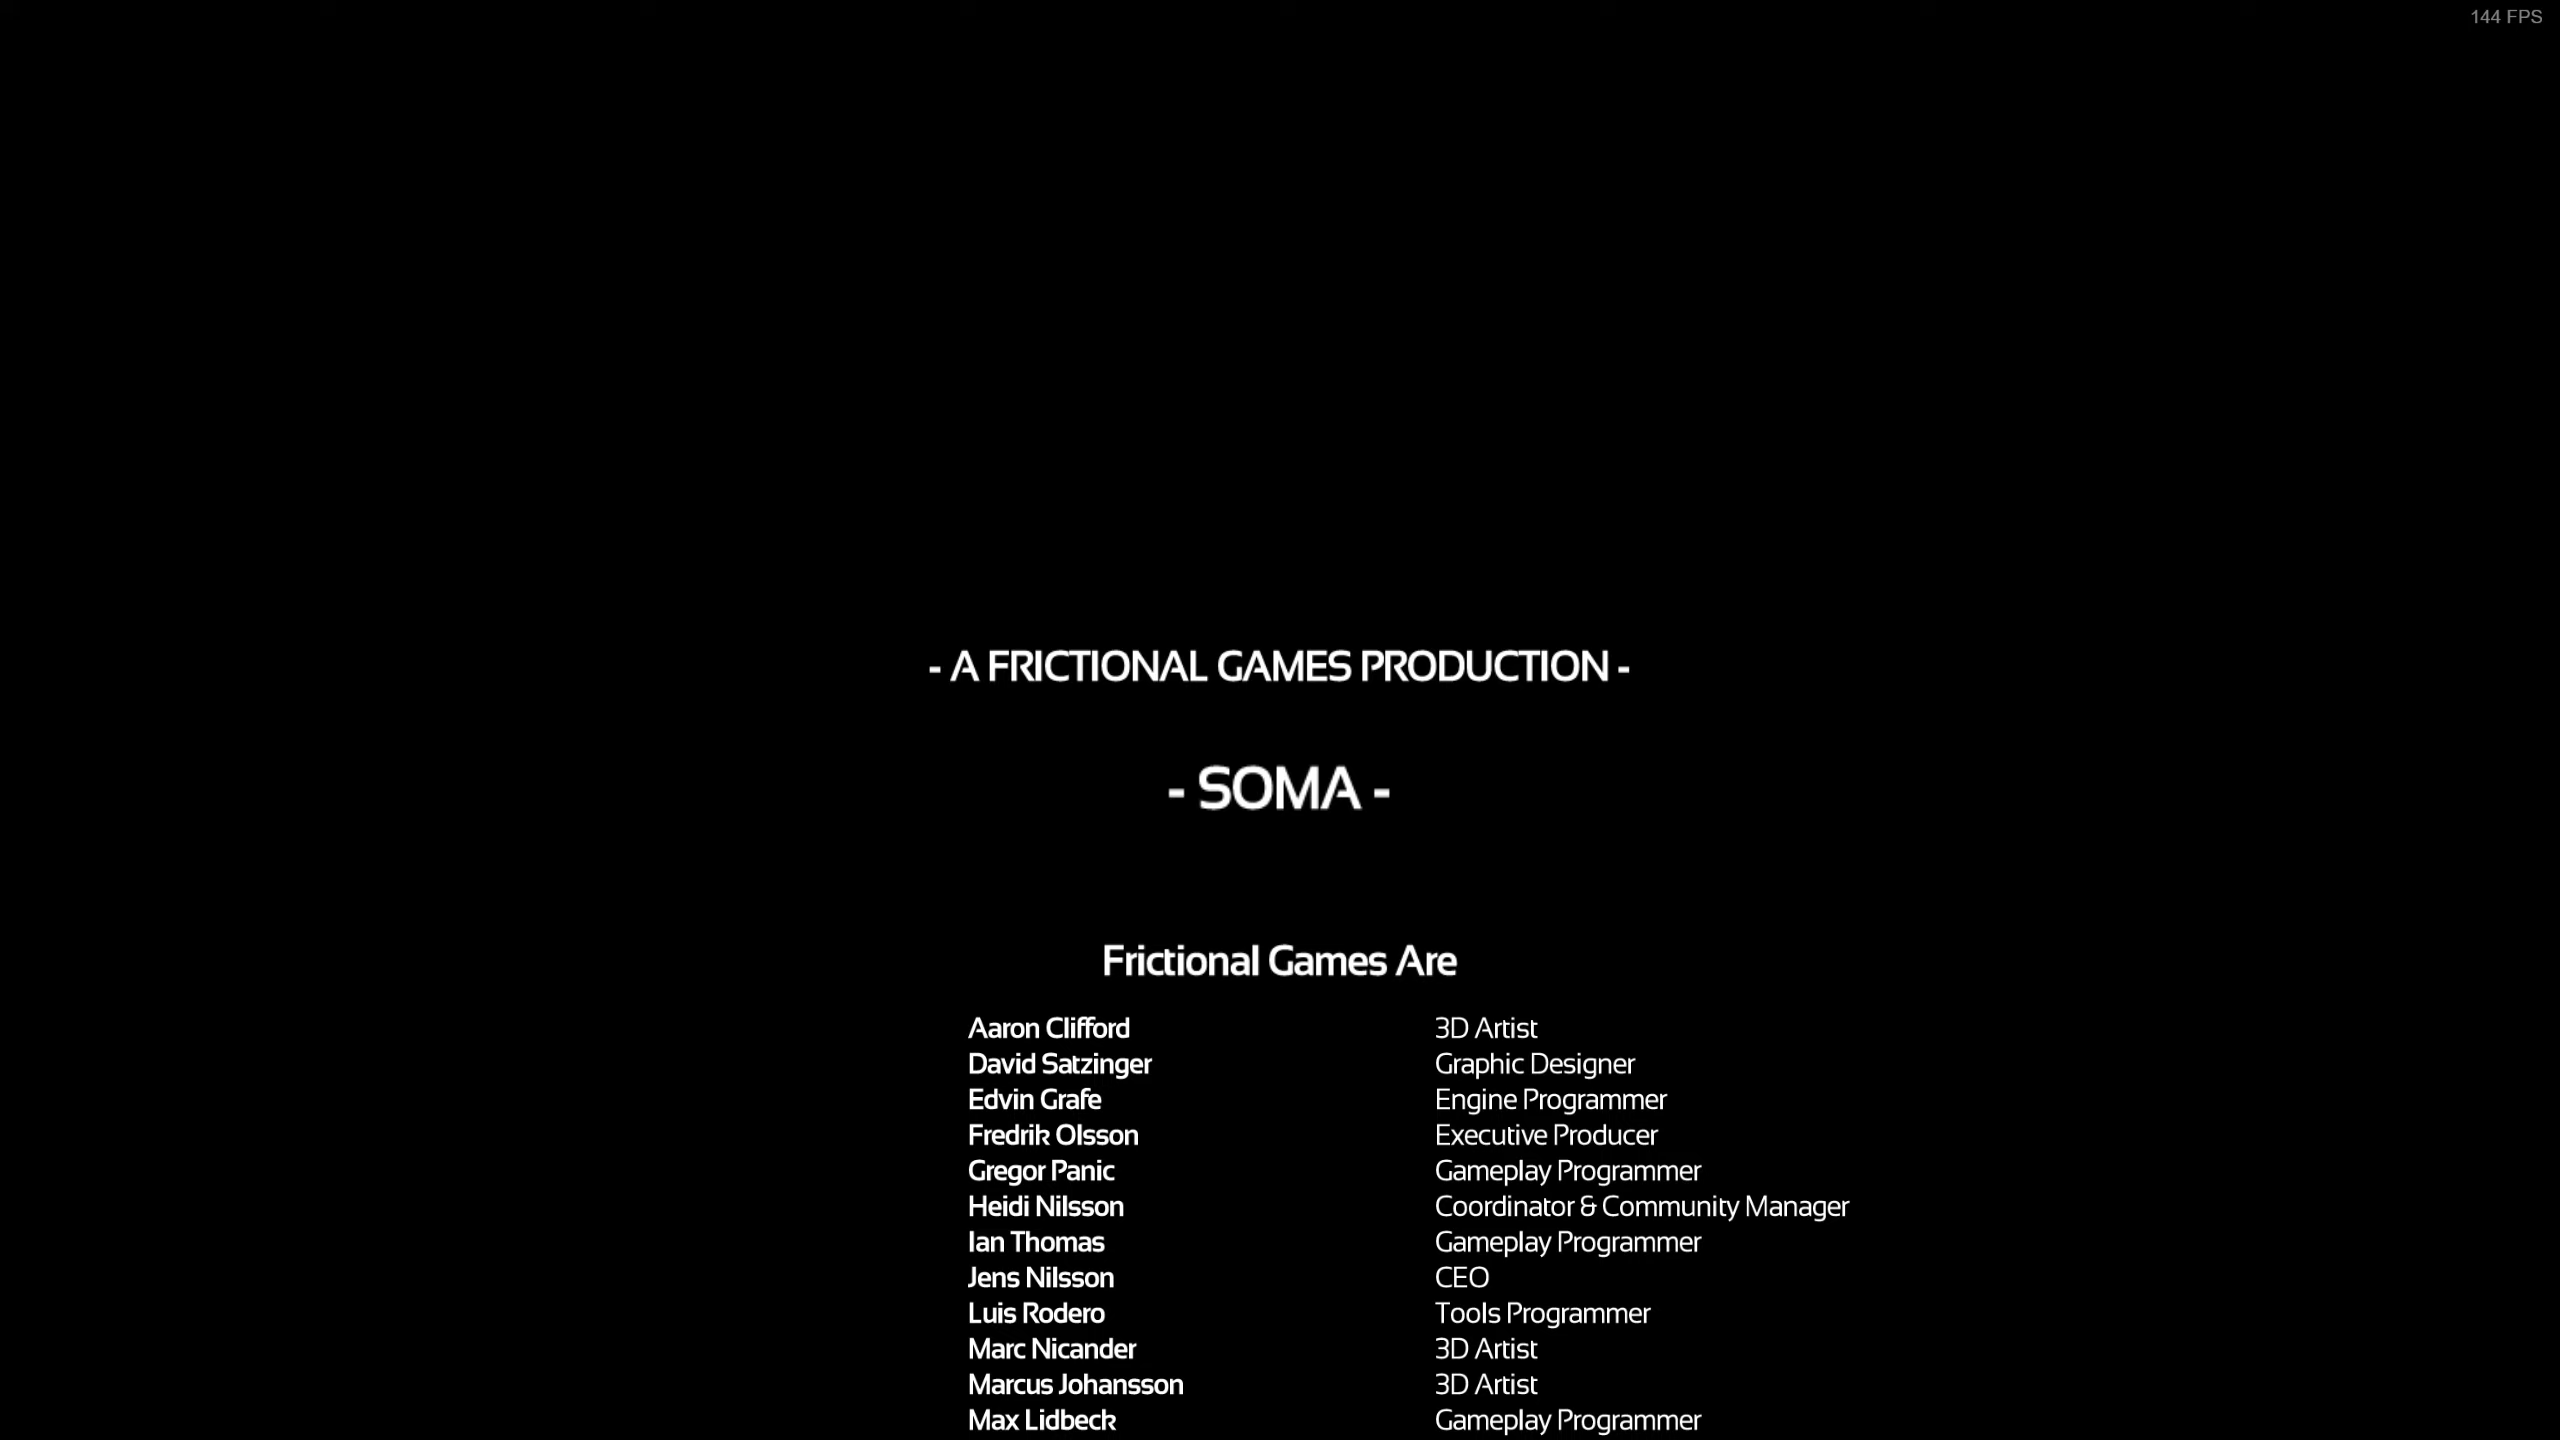 144 FPS
- A FRICTIONAL GAMES PRODUCTION -
- SOMA -
Frictional Games Are
Aaron Clifford 3D Artist
David Satzinger Graphic Designer
Edvin Grafe Engine Programmer
Fredrik Olsson Executive Producer
Gregor Panic Gameplay Programmer
Heidi Nilsson Coordinator & Community Manager
Ian Thomas Gameplay Programmer
Jens Nilsson CEO
Luis Rodero Tools Programmer
Marc Nicander 3D Artist
Marcus Johansson 3D Artist
Max Lidbeck Gameplay Programmer